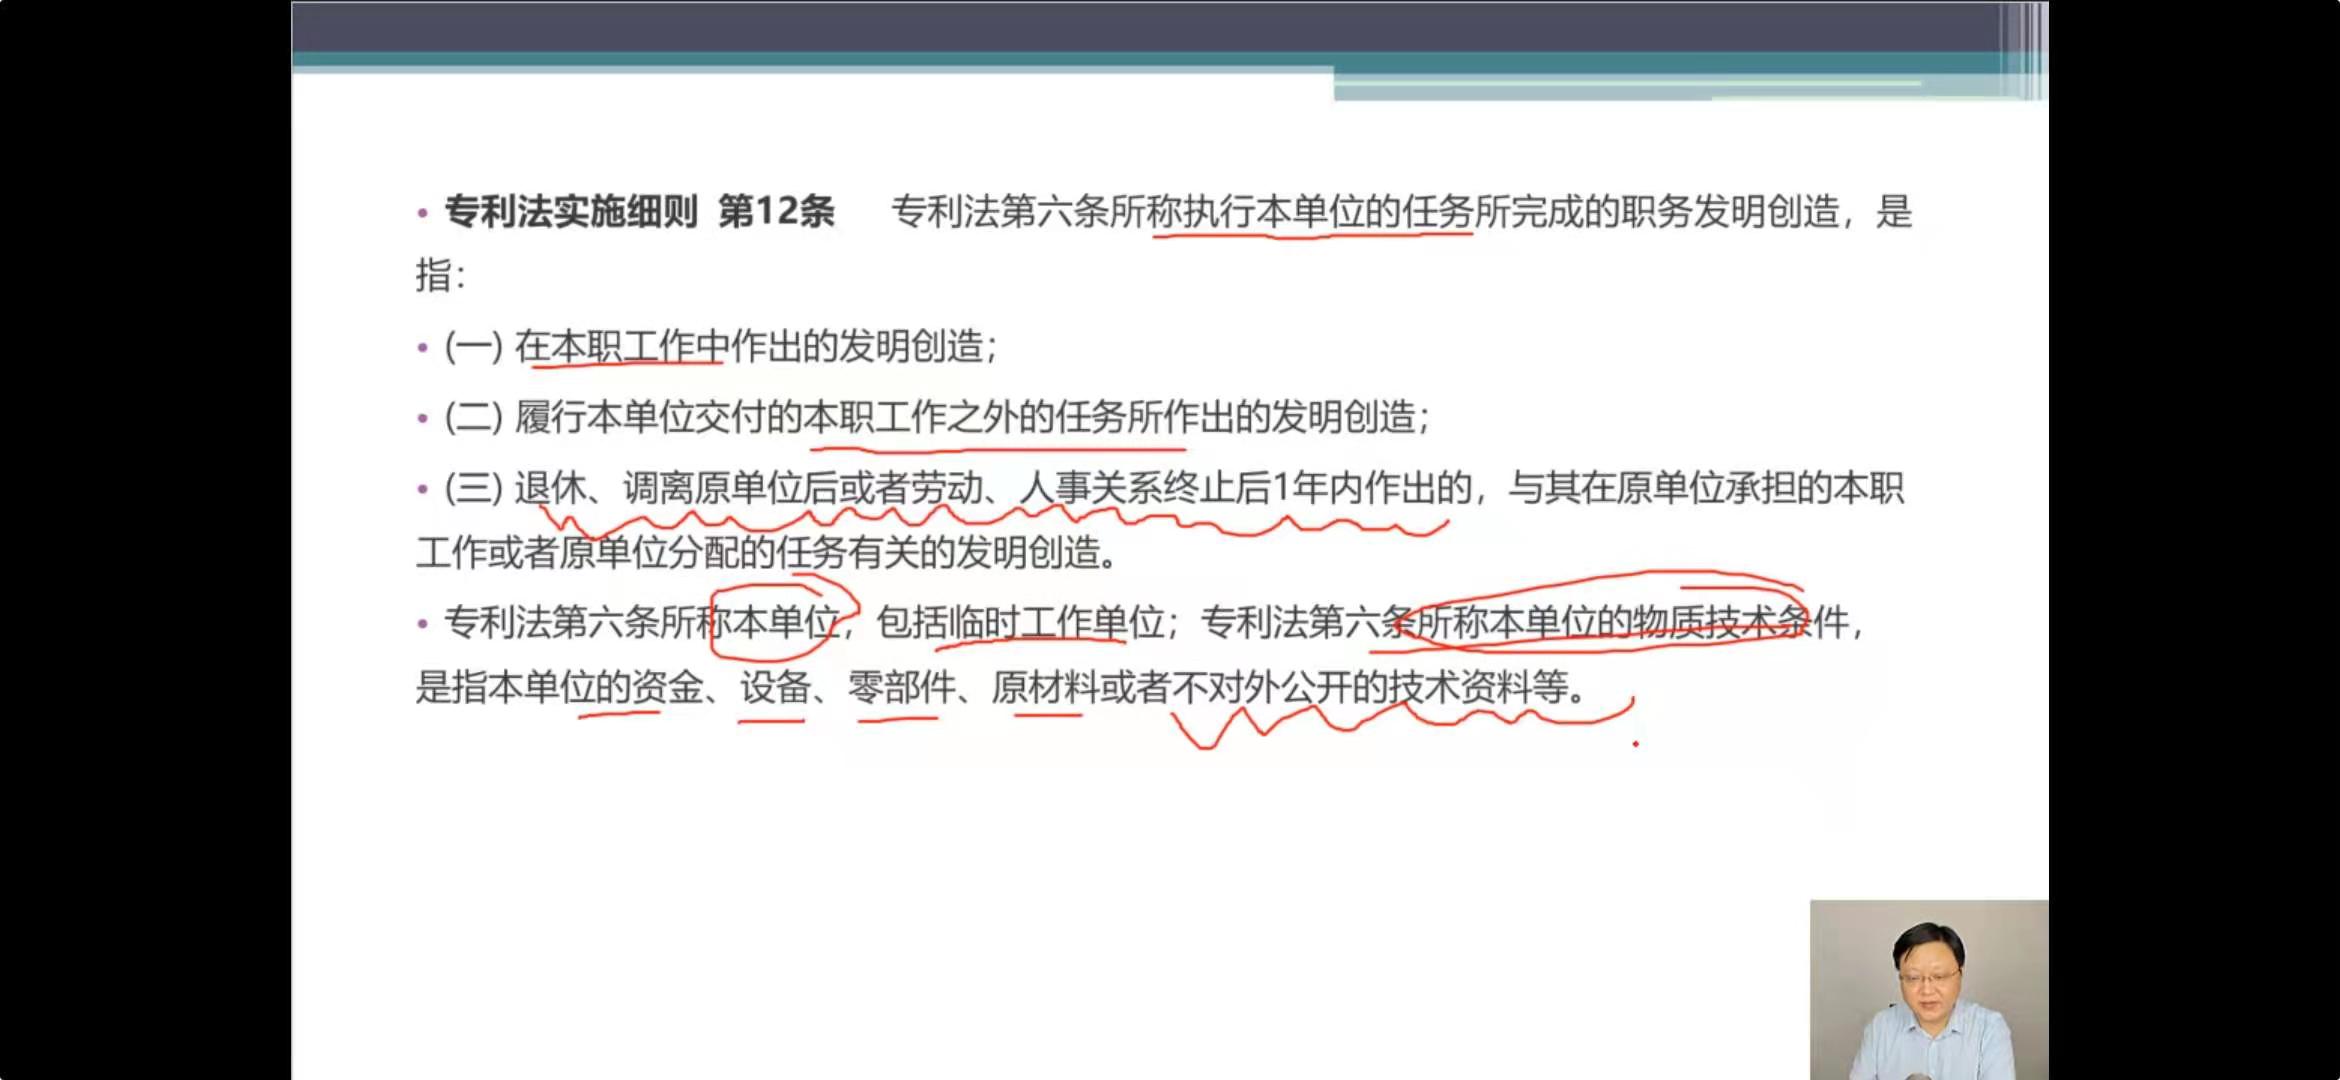 • 专利法实施细则 第12条 专利法第六条所称执行本单位的任务所完成的职务发明创造，是
指：
• (一) 在本职工作中作出的发明创造；
• (二) 履行本单位交付的本职工作之外的任务所作出的发明创造；
• (三) 退休、调离原单位后或者劳动、人事关系终止后1年内作出的，与其在原单位承担的本职
工作或者原单位分配的任务有关的发明创造。
• 专利法第六条所称本单位，包括临时工作单位；专利法第六条所称本单位的物质技术条件，
是指本单位的资金、设备、零部件、原材料或者不对外公开的技术资料等。